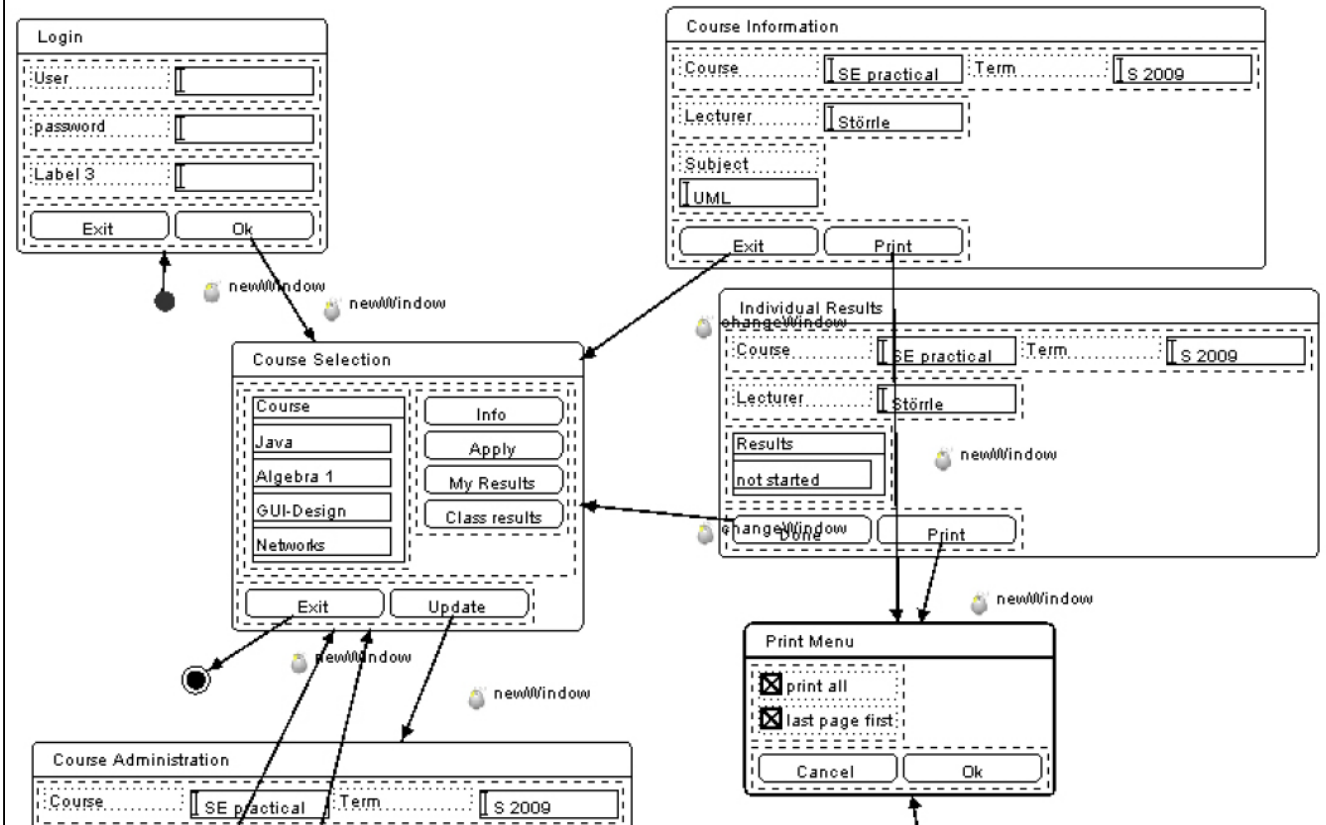 Login
User
password
Label 3
Exit Ok
newWindow
newWindow
Course Information
Course SE practical Term S 2009
Lecturer Störrle
Subject
UML
Exit Print
changeWindow
Individual Results
Course SE practical Term S 2009
Lecturer Störrle
Results
not started
newWindow
changeWindow
Done Print
newWindow
Course Selection
Course
Java
Algebra 1
GUI-Design
Networks
Info
Apply
My Results
Class results
Exit Update
newWindow
newWindow
Print Menu
print all
last page first
Cancel Ok
Course Administration
Course SE practical Term S 2009